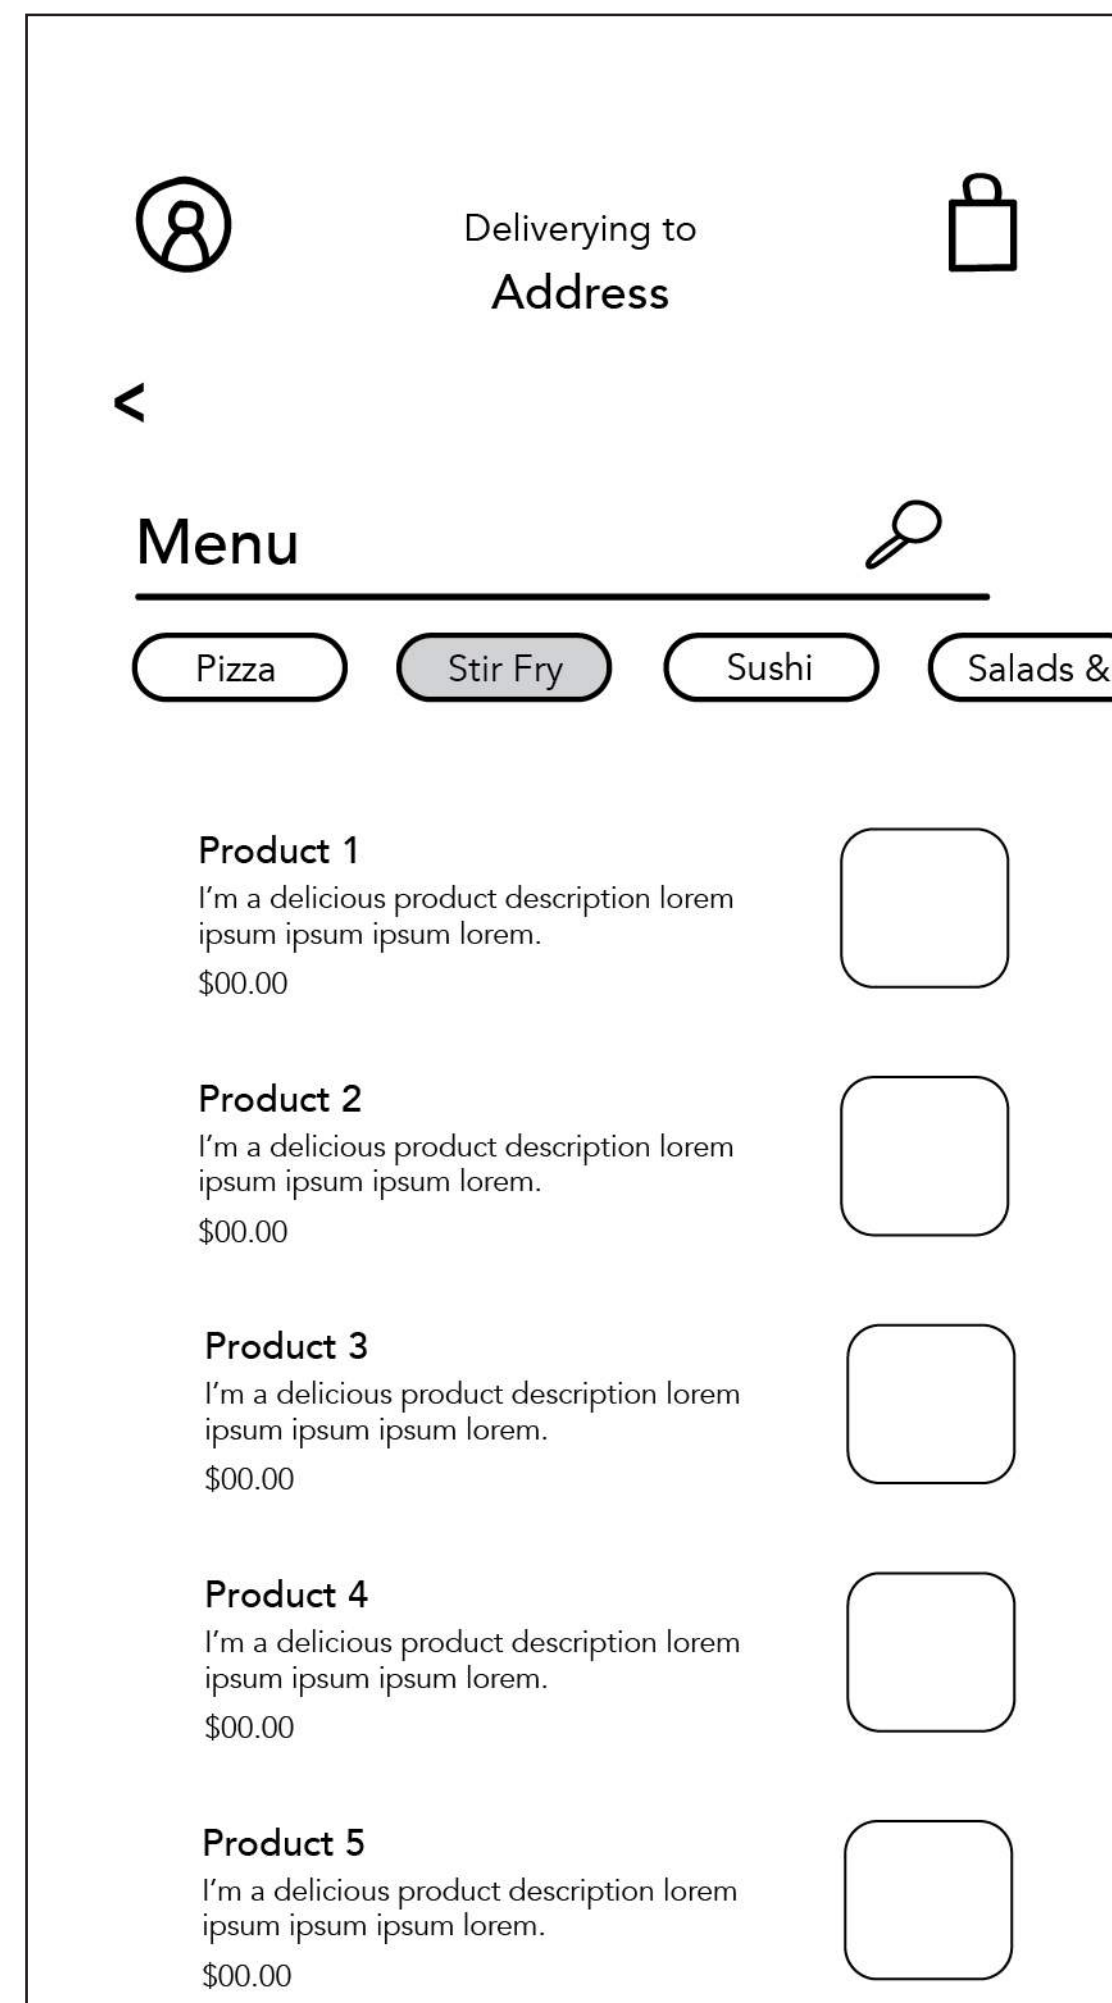 Deliverying to
Address
<
Menu
Pizza
Stir Fry
Sushi
Salads &
Product 1
I'm a delicious product description lorem
ipsum ipsum ipsum lorem.
$00.00
Product 2
I'm a delicious product description lorem
ipsum ipsum ipsum lorem.
$00.00
Product 3
I'm a delicious product description lorem
ipsum ipsum ipsum lorem.
$00.00
Product 4
I'm a delicious product description lorem
ipsum ipsum ipsum lorem.
$00.00
Product 5
I'm a delicious product description lorem
ipsum ipsum ipsum lorem.
$00.00